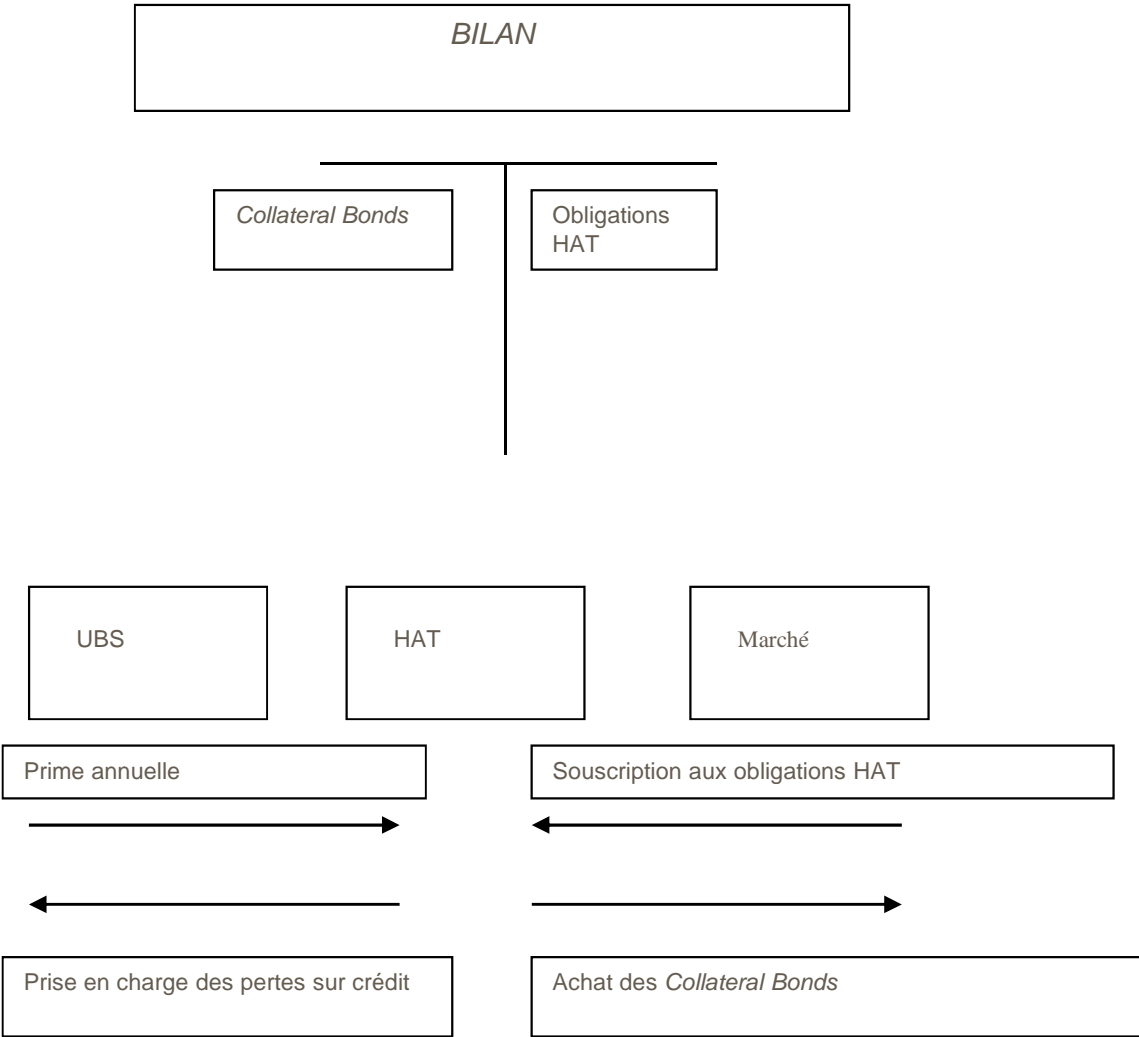 BILAN
Collateral Bonds
Obligations
HAT
UBS
HAT
Marché
Prime annuelle
Souscription aux obligations HAT
Prise en charge des pertes sur crédit
Achat des Collateral Bonds